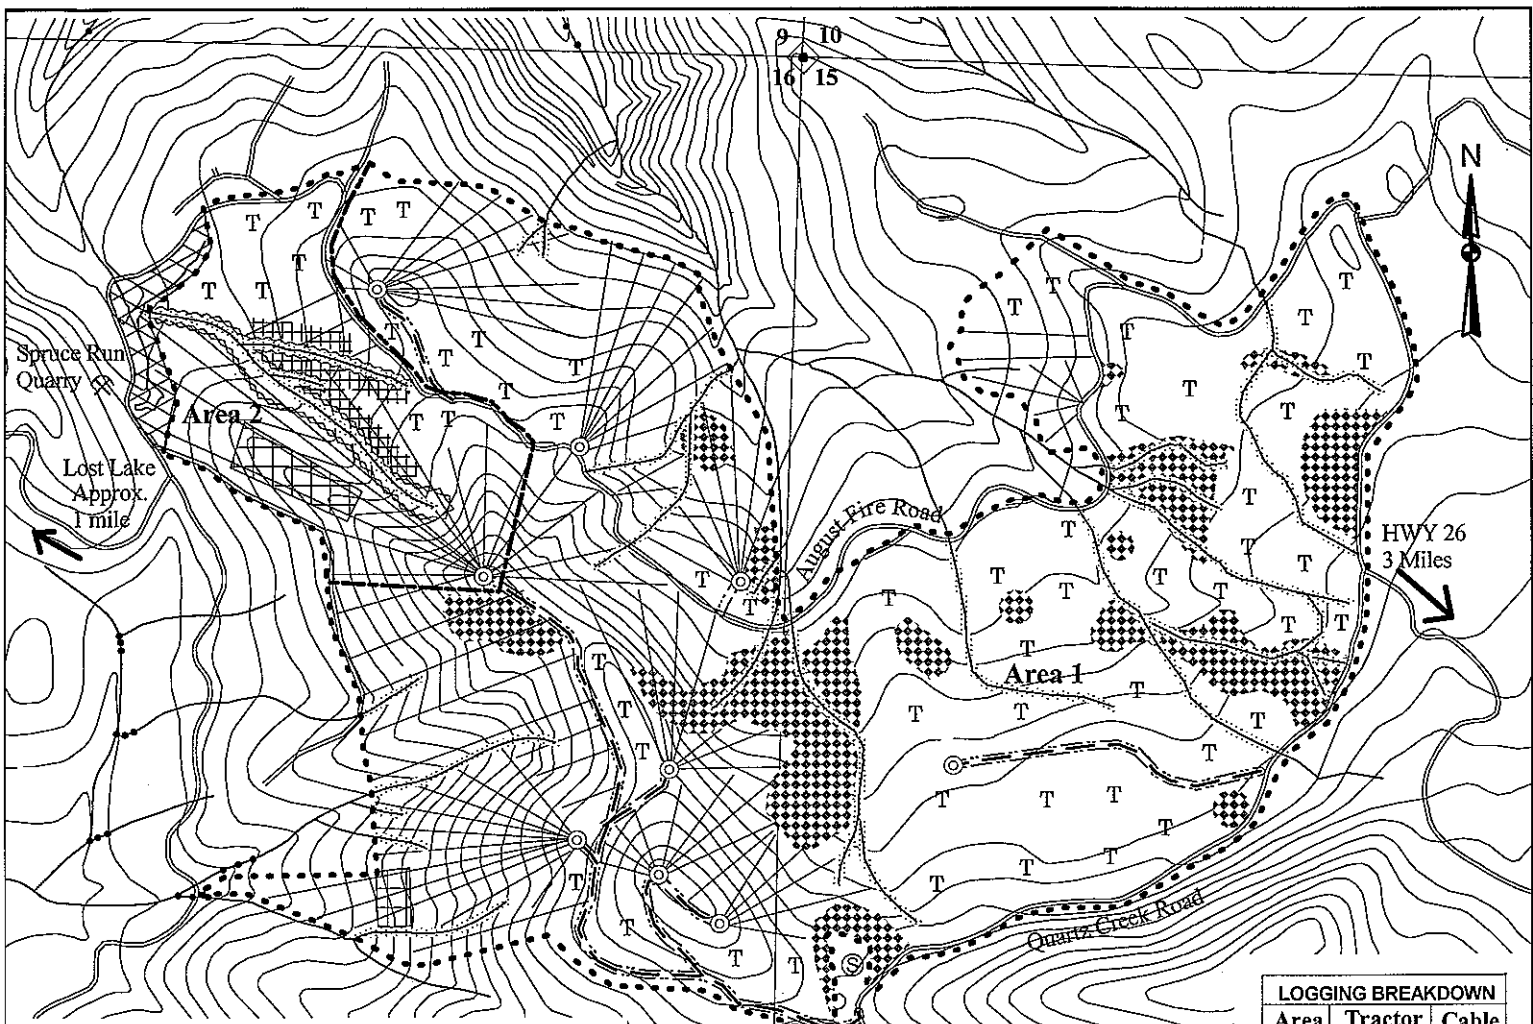 9 10
16 15
N
T T T T
T T T T
T T T T T
T T T T
Spruce Run
Quarry
Area 2
Lost Lake
Approx.
1 mile
August Fire Road
HWY 26
3 Miles
T T T T T T
T T T T T T
T T T T T T
Area 1
T T T T T
T T T T
T T T T
Quartz Creek Road
S
LOGGING BREAKDOWN
Area Tractor Cable